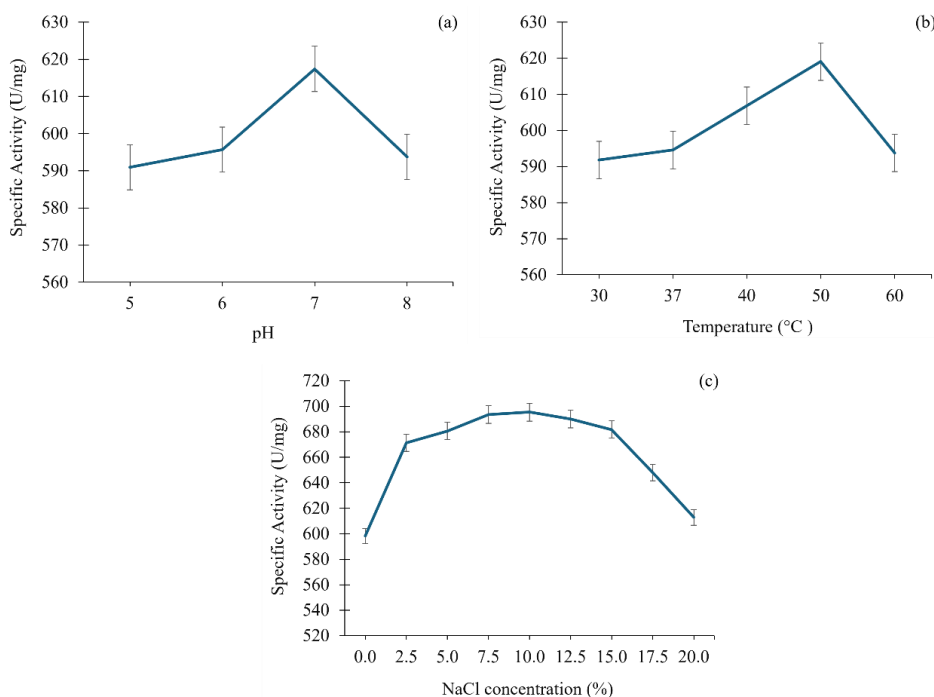 (a)
Specific Activity (U/mg)
630
620
610
600
590
580
570
560
5 6 7 8
pH
(b)
Specific Activity (U/mg)
630
620
610
600
590
580
570
560
30 37 40 50 60
Temperature (°C )
(c)
Specific Activity (U/mg)
720
700
680
660
640
620
600
580
560
540
520
0.0 2.5 5.0 7.5 10.0 12.5 15.0 17.5 20.0
NaCl concentration (%)